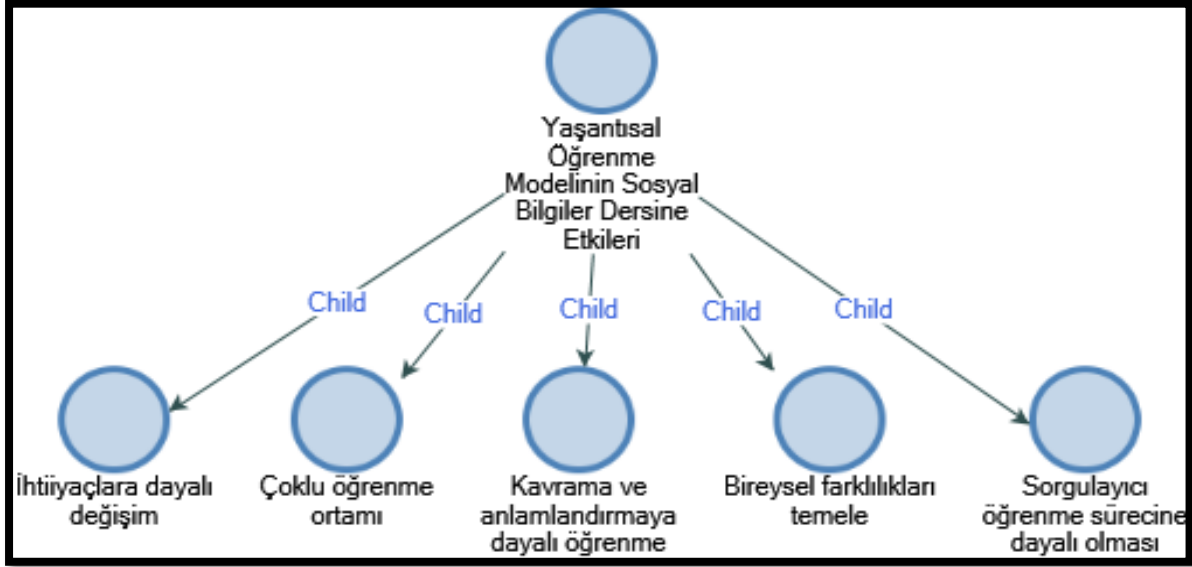 Yaşantısal
Öğrenme
Modelinin Sosyal
Bilgiler Dersine
Etkileri
Child
Child
Child
Child
Child
İhtiiyaçlara dayalı
değişim
Çoklu öğrenme
ortamı
Kavrama ve
anlamlandırmaya
dayalı öğrenme
Bireysel farklılıkları
temele
Sorgulayıcı
öğrenme sürecine
dayalı olması